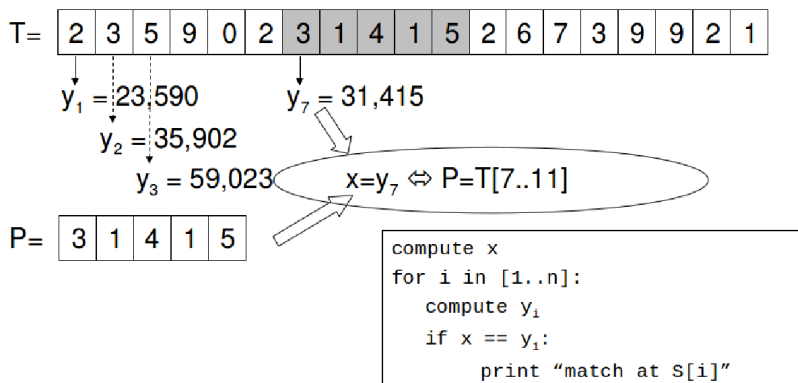 T= 2 3 5 9 0 2 3 1 4 1 5 2 6 7 3 9 9 2 1
y₁ = 23,590 y₇ = 31,415
y₂ = 35,902
y₃ = 59,023 x=y₇ ⇔ P=T[7..11]
P= 3 1 4 1 5
compute x
for i in [1..n]:
compute yᵢ
if x == yᵢ:
print “match at S[i]”